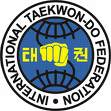 INTERNATIONAL TAEKWON-DO FEDERATION
태 권